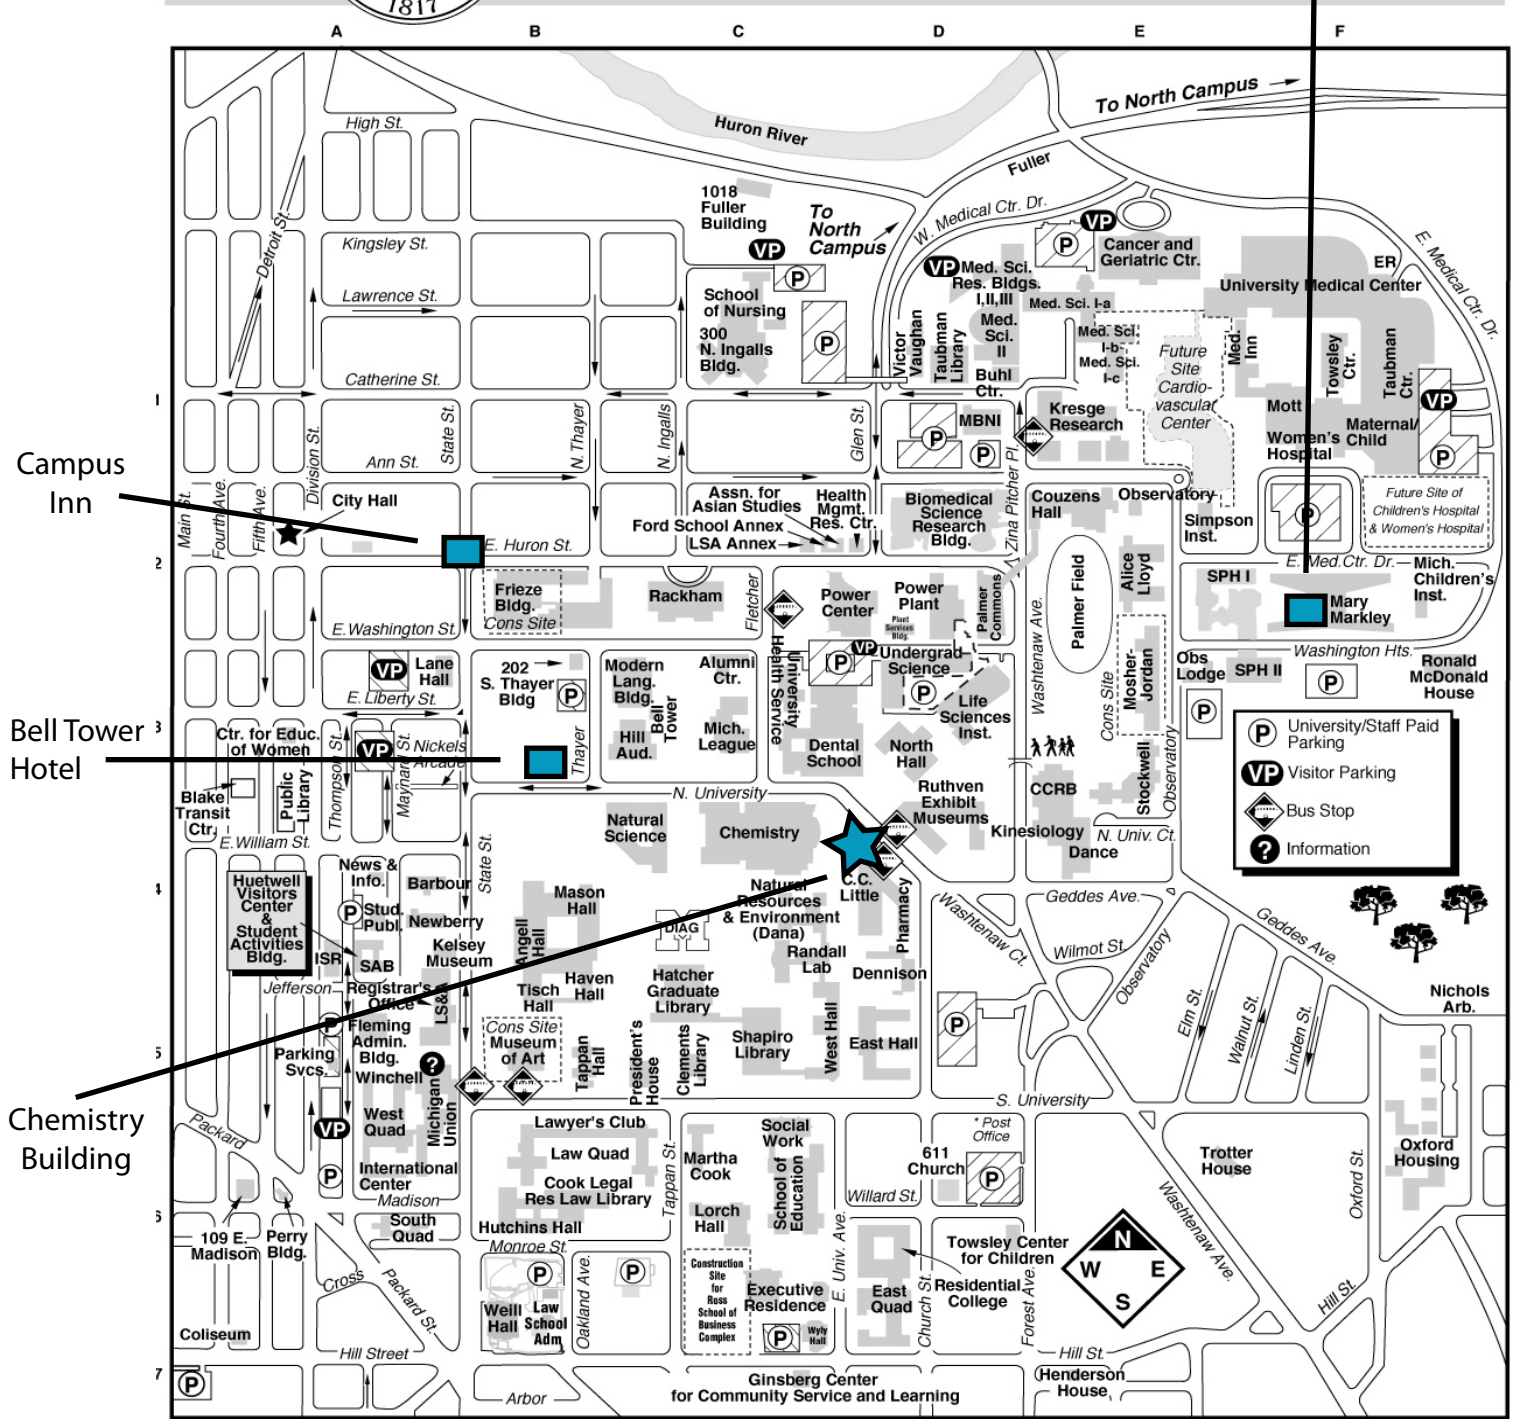 1817
A
B
C
D
E
F
High St.
Huron River
To North Campus
Fuller
Detroit St.
Kingsley St.
Lawrence St.
Catherine St.
1018
Fuller
Building
To
North
Campus
VP
P
W. Medical Ctr. Dr.
VP
P
Cancer and
Geriatric Ctr.
VP
Med. Sci.
Res. Bldgs.
I,II,III
Med. Sci. I-a
ER
University Medical Center
E. Medical Ctr. Dr.
School
of Nursing
300
N. Ingalls
Bldg.
P
Victor
Vaughan
Taubman
Library
Med.
Sci.
II
Buhl
Ctr.
Med. Sci.
I-b
Med. Sci.
I-c
Future
Site
Cardio-
vascular
Center
Med.
Inn
Towsley
Ctr.
Taubman
Ctr.
Mott
Women's
Hospital
Maternal/
Child
VP
P
1
State St.
Division St.
Ann St.
N. Thayer
N. Ingalls
Glen St.
P
MBNI
P
Kresge
Research
Zina Pitcher Pl.
Campus
Inn
Main St.
Fourth Ave.
Fifth Ave.
City Hall
E. Huron St.
Assn. for
Asian Studies
Ford School Annex
LSA Annex
Health
Mgmt.
Res. Ctr.
Biomedical
Science
Research
Bldg.
Couzens
Hall
Observatory
Simpson
Inst.
P
Future Site of
Children's Hospital
& Women's Hospital
2
Frieze
Bldg.
Cons Site
Rackham
Fletcher
Power
Center
Power
Plant
Plant
Services
Bldg.
Palmer
Commons
Washtenaw Ave.
Palmer Field
Alice
Lloyd
E. Med.Ctr. Dr.
SPH I
Mary
Markley
Mich.
Children's
Inst.
E.Washington St.
VP
Lane
Hall
E. Liberty St.
202
S. Thayer
Bldg
P
Modern
Lang.
Bldg.
Alumni
Ctr.
University
Health Service
P
VP
Undergrad
Science
P
Life
Sciences
Inst.
Cons Site
Mosher-
Jordan
Obs
Lodge
SPH II
Washington Hts.
P
P
Ronald
McDonald
House
Bell Tower
Hotel
3
Ctr. for Educ.
of Women
Thompson St.
VP
Maynard St.
Nickels
Arcade
Thayer
Hill
Aud.
Bell
Tower
Mich.
League
Dental
School
North
Hall
Stockwell
Observatory
P
University/Staff Paid
Parking
VP
Visitor Parking
Bus Stop
?
Information
Blake
Transit
Ctr.
Public
Library
E.William St.
N. University
Natural
Science
Chemistry
Ruthven
Exhibit
Museums
CCRB
Kinesiology
Dance
N. Univ. Ct.
4
Huetwell
Visitors
Center
&
Student
Activities
Bldg.
News &
Info.
P
Stud.
Publ.
Barbour
Newberry
State St.
Mason
Hall
Angell
Hall
DIAG
Natural
Resources
& Environment
(Dana)
C.C.
Little
Pharmacy
Geddes Ave.
Washtenaw Ct.
Wilmot St.
Observatory
Geddes Ave.
ISR
SAB
Kelsey
Museum
Haven
Hall
Tisch
Hall
Hatcher
Graduate
Library
Randall
Lab
Dennison
Jefferson
Registrar's
Office
LS&A
Elm St.
Walnut St.
Linden St.
Nichols
Arb.
5
P
Fleming
Admin.
Bldg.
Parking
Svcs.
Winchell
?
Cons Site
Museum
of Art
Tappan
Hall
President's
House
Clements
Library
Shapiro
Library
West Hall
East Hall
P
S. University
Chemistry
Building
Packard
VP
West
Quad
Michigan
Union
P
International
Center
Lawyer's Club
Law Quad
Cook Legal
Res Law Library
Hutchins Hall
Tappan St.
Martha
Cook
Social
Work
School of
Education
611
Church
* Post
Office
P
Willard St.
Trotter
House
Washtenaw Ave.
Oxford St.
Oxford
Housing
6
Madison
South
Quad
109 E.
Madison
Perry
Bldg.
Monroe St.
Lorch
Hall
E. Univ. Ave.
Towsley Center
for Children
Residential
College
N
W
E
S
Cross
Packard St.
P
Weill
Hall
Law
School
Adm
Oakland Ave.
P
Construction
Site
for
Ross
School of
Business
Complex
Executive
Residence
P
Wyly
Hall
East
Quad
Church St.
Forest Ave.
Hill St.
Coliseum
Hill Street
Hill St.
7
P
Arbor
Ginsberg Center
for Community Service and Learning
Henderson
House